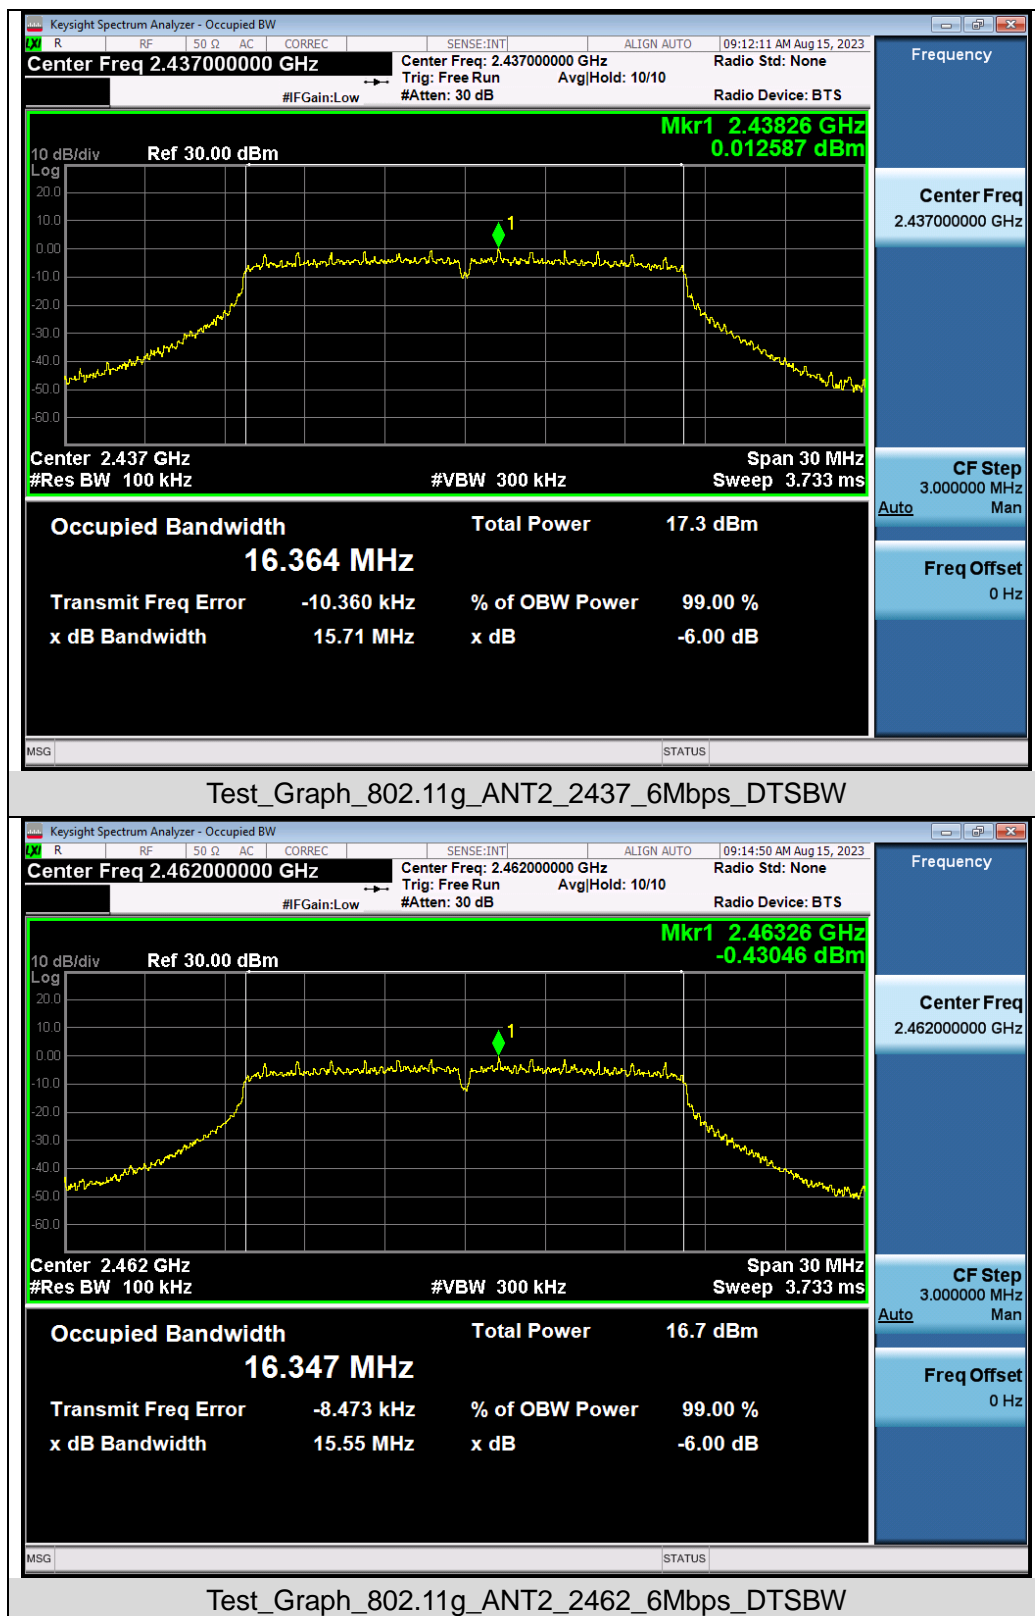 Keysight Spectrum Analyzer - Occupied BW
LXI R RF 50 Ω AC CORREC SENSE:INT ALIGN AUTO 09:12:11 AM Aug 15, 2023
Center Freq 2.437000000 GHz
Center Freq: 2.437000000 GHz Radio Std: None
Trig: Free Run Avg|Hold: 10/10
#IFGain:Low #Atten: 30 dB Radio Device: BTS
Frequency
Mkr1 2.43826 GHz
0.012587 dBm
10 dB/div Ref 30.00 dBm
Log
20.0
10.0
0.00
-10.0
-20.0
-30.0
-40.0
-50.0
-60.0
1
Center 2.437 GHz Span 30 MHz
#Res BW 100 kHz #VBW 300 kHz Sweep 3.733 ms
Center Freq
2.437000000 GHz
CF Step
3.000000 MHz
Auto Man
Freq Offset
0 Hz
Occupied Bandwidth Total Power 17.3 dBm
16.364 MHz
Transmit Freq Error -10.360 kHz % of OBW Power 99.00 %
x dB Bandwidth 15.71 MHz x dB -6.00 dB
MSG STATUS
Test_Graph_802.11g_ANT2_2437_6Mbps_DTSBW
Keysight Spectrum Analyzer - Occupied BW
LXI R RF 50 Ω AC CORREC SENSE:INT ALIGN AUTO 09:14:50 AM Aug 15, 2023
Center Freq 2.462000000 GHz
Center Freq: 2.462000000 GHz Radio Std: None
Trig: Free Run Avg|Hold: 10/10
#IFGain:Low #Atten: 30 dB Radio Device: BTS
Frequency
Mkr1 2.46326 GHz
-0.43046 dBm
10 dB/div Ref 30.00 dBm
Log
20.0
10.0
0.00
-10.0
-20.0
-30.0
-40.0
-50.0
-60.0
1
Center 2.462 GHz Span 30 MHz
#Res BW 100 kHz #VBW 300 kHz Sweep 3.733 ms
Center Freq
2.462000000 GHz
CF Step
3.000000 MHz
Auto Man
Freq Offset
0 Hz
Occupied Bandwidth Total Power 16.7 dBm
16.347 MHz
Transmit Freq Error -8.473 kHz % of OBW Power 99.00 %
x dB Bandwidth 15.55 MHz x dB -6.00 dB
MSG STATUS
Test_Graph_802.11g_ANT2_2462_6Mbps_DTSBW